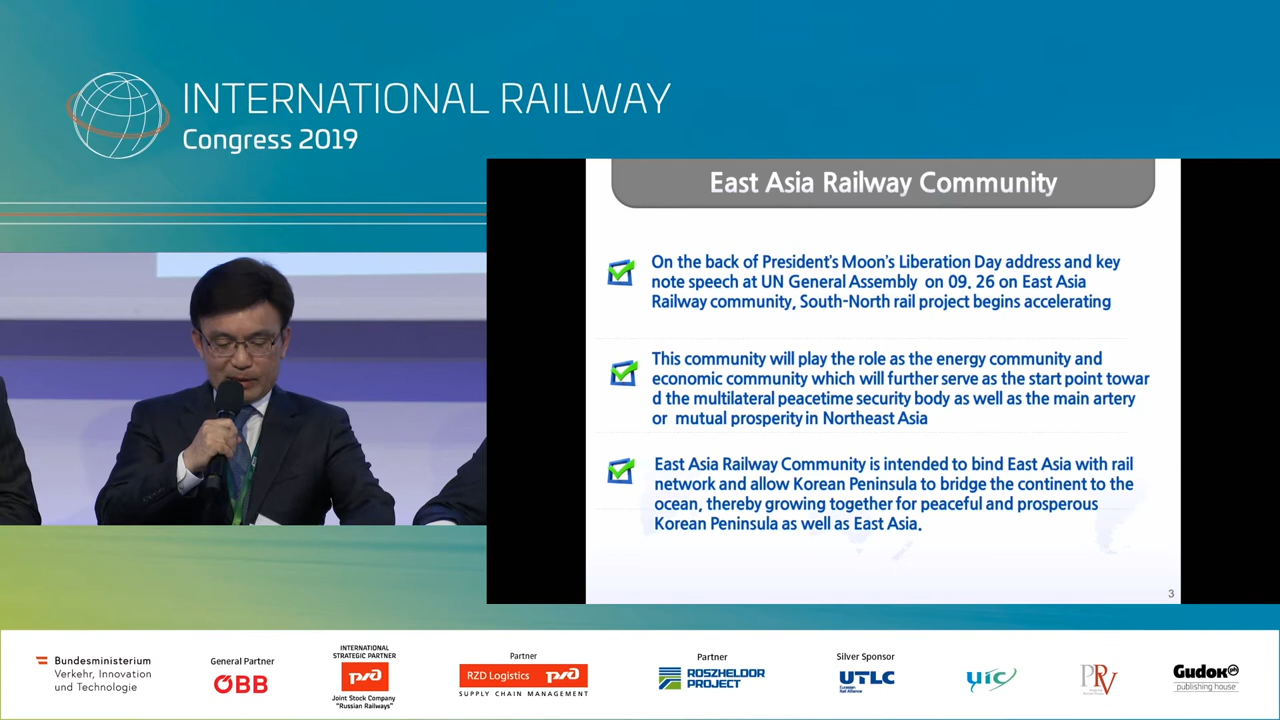 INTERNATIONAL RAILWAY
Congress 2019
East Asia Railway Community
On the back of President's Moon's Liberation Day address and key
note speech at UN General Assembly on 09. 26 on East Asia
Railway community, South-North rail project begins accelerating
This community will play the role as the energy community and
economic community which will further serve as the start point towar
d the multilateral peacetime security body as well as the main artery
or mutual prosperity in Northeast Asia
East Asia Railway Community is intended to bind East Asia with rail
network and allow Korean Peninsula to bridge the continent to the
ocean, thereby growing together for peaceful and prosperous
Korean Peninsula as well as East Asia.
3
Bundesministerium
Verkehr, Innovation
und Technologie
General Partner
ÖBB
INTERNATIONAL
STRATEGIC PARTNER
Joint Stock Company
"Russian Railways"
Partner
RZD Logistics
SUPPLY CHAIN MANAGEMENT
Partner
ROSZHELDOR
PROJECT
Silver Sponsor
UTLC
Eurasian
Rail Alliance
uic
PRV
Gudok
publishing house